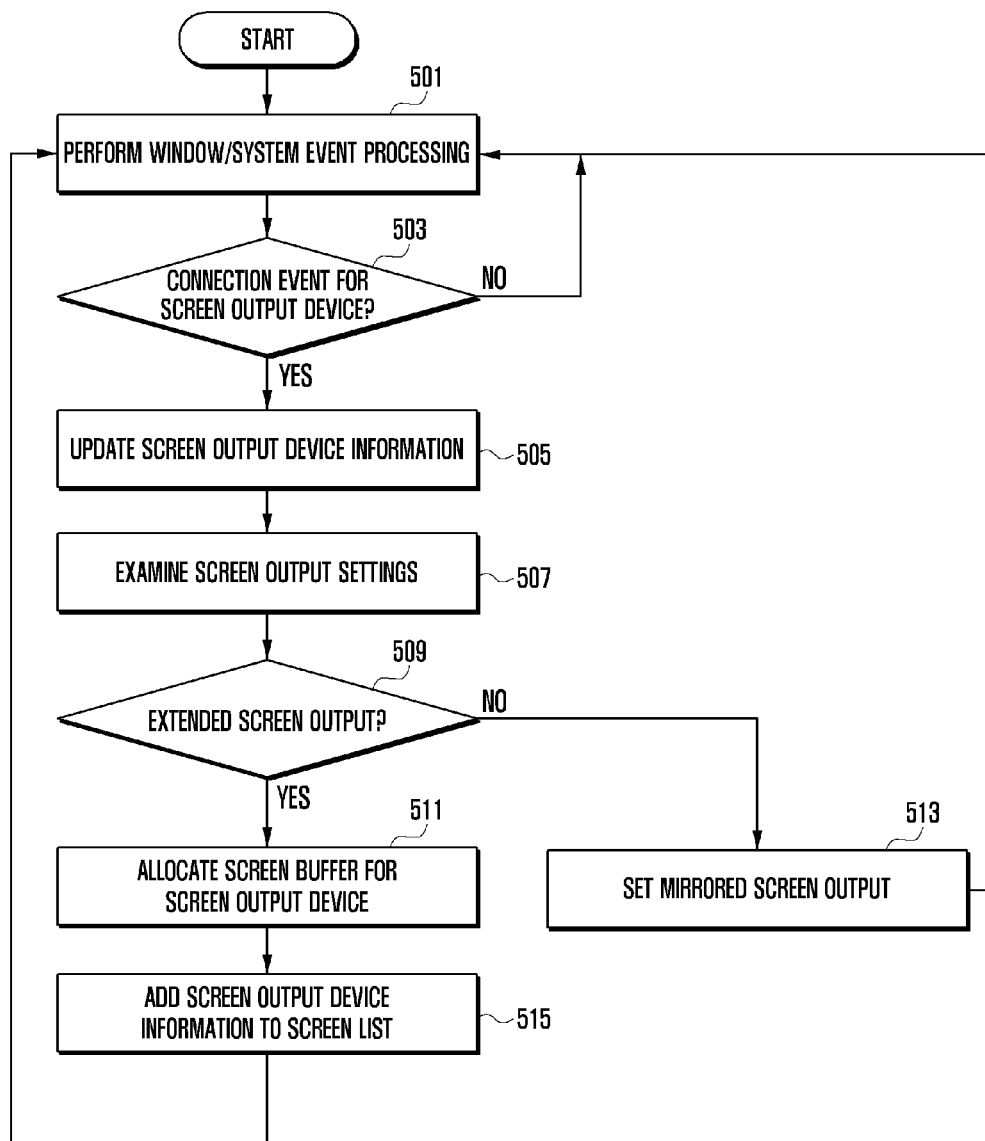 START
501
PERFORM WINDOW/SYSTEM EVENT PROCESSING
503
CONNECTION EVENT FOR
SCREEN OUTPUT DEVICE?
NO
YES
UPDATE SCREEN OUTPUT DEVICE INFORMATION
505
EXAMINE SCREEN OUTPUT SETTINGS
507
509
EXTENDED SCREEN OUTPUT?
NO
YES
511
ALLOCATE SCREEN BUFFER FOR
SCREEN OUTPUT DEVICE
513
SET MIRRORED SCREEN OUTPUT
ADD SCREEN OUTPUT DEVICE
INFORMATION TO SCREEN LIST
515